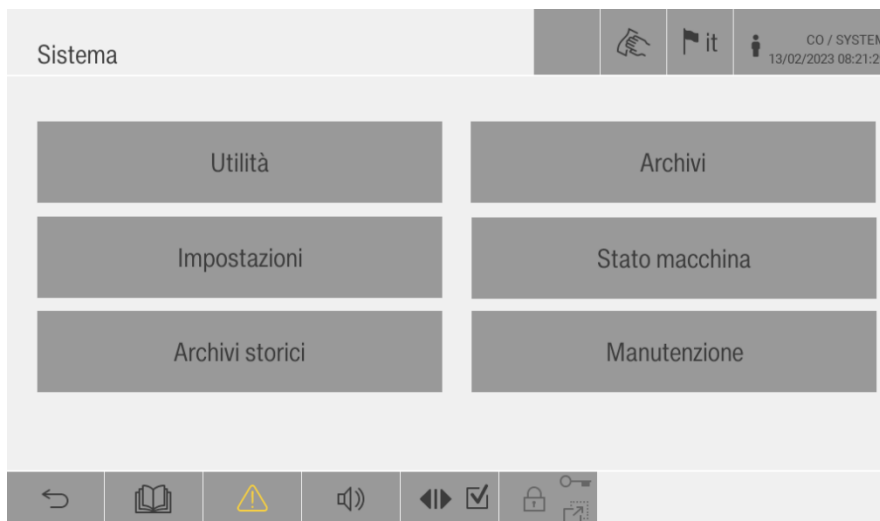 Sistema
it
CO / SYSTEM
13/02/2023 08:21:2
Utilità
Archivi
Impostazioni
Stato macchina
Archivi storici
Manutenzione